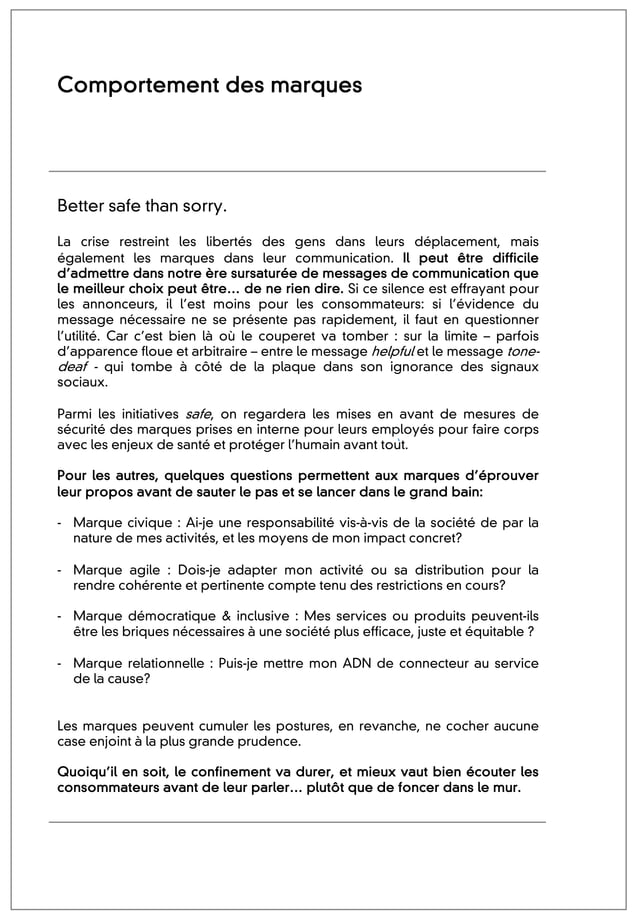 Comportement des marques
Better safe than sorry.
La crise restreint les libertés des gens dans leurs déplacement, mais
également les marques dans leur communication. Il peut être difficile
d'admettre dans notre ère sursaturée de messages de communication que
le meilleur choix peut être… de ne rien dire. Si ce silence est effrayant pour
les annonceurs, il l'est moins pour les consommateurs: si l'évidence du
message nécessaire ne se présente pas rapidement, il faut en questionner
l'utilité. Car c'est bien là où le couperet va tomber : sur la limite – parfois
d'apparence floue et arbitraire – entre le message helpful et le message tone-
deaf - qui tombe à côté de la plaque dans son ignorance des signaux
sociaux.
Parmi les initiatives safe, on regardera les mises en avant de mesures de
sécurité des marques prises en interne pour leurs employés pour faire corps
avec les enjeux de santé et protéger l'humain avant tout.
Pour les autres, quelques questions permettent aux marques d'éprouver
leur propos avant de sauter le pas et se lancer dans le grand bain:
- Marque civique : Ai-je une responsabilité vis-à-vis de la société de par la
nature de mes activités, et les moyens de mon impact concret?
- Marque agile : Dois-je adapter mon activité ou sa distribution pour la
rendre cohérente et pertinente compte tenu des restrictions en cours?
- Marque démocratique & inclusive : Mes services ou produits peuvent-ils
être les briques nécessaires à une société plus efficace, juste et équitable ?
- Marque relationnelle : Puis-je mettre mon ADN de connecteur au service
de la cause?
Les marques peuvent cumuler les postures, en revanche, ne cocher aucune
case enjoint à la plus grande prudence.
Quoiqu'il en soit, le confinement va durer, et mieux vaut bien écouter les
consommateurs avant de leur parler… plutôt que de foncer dans le mur.